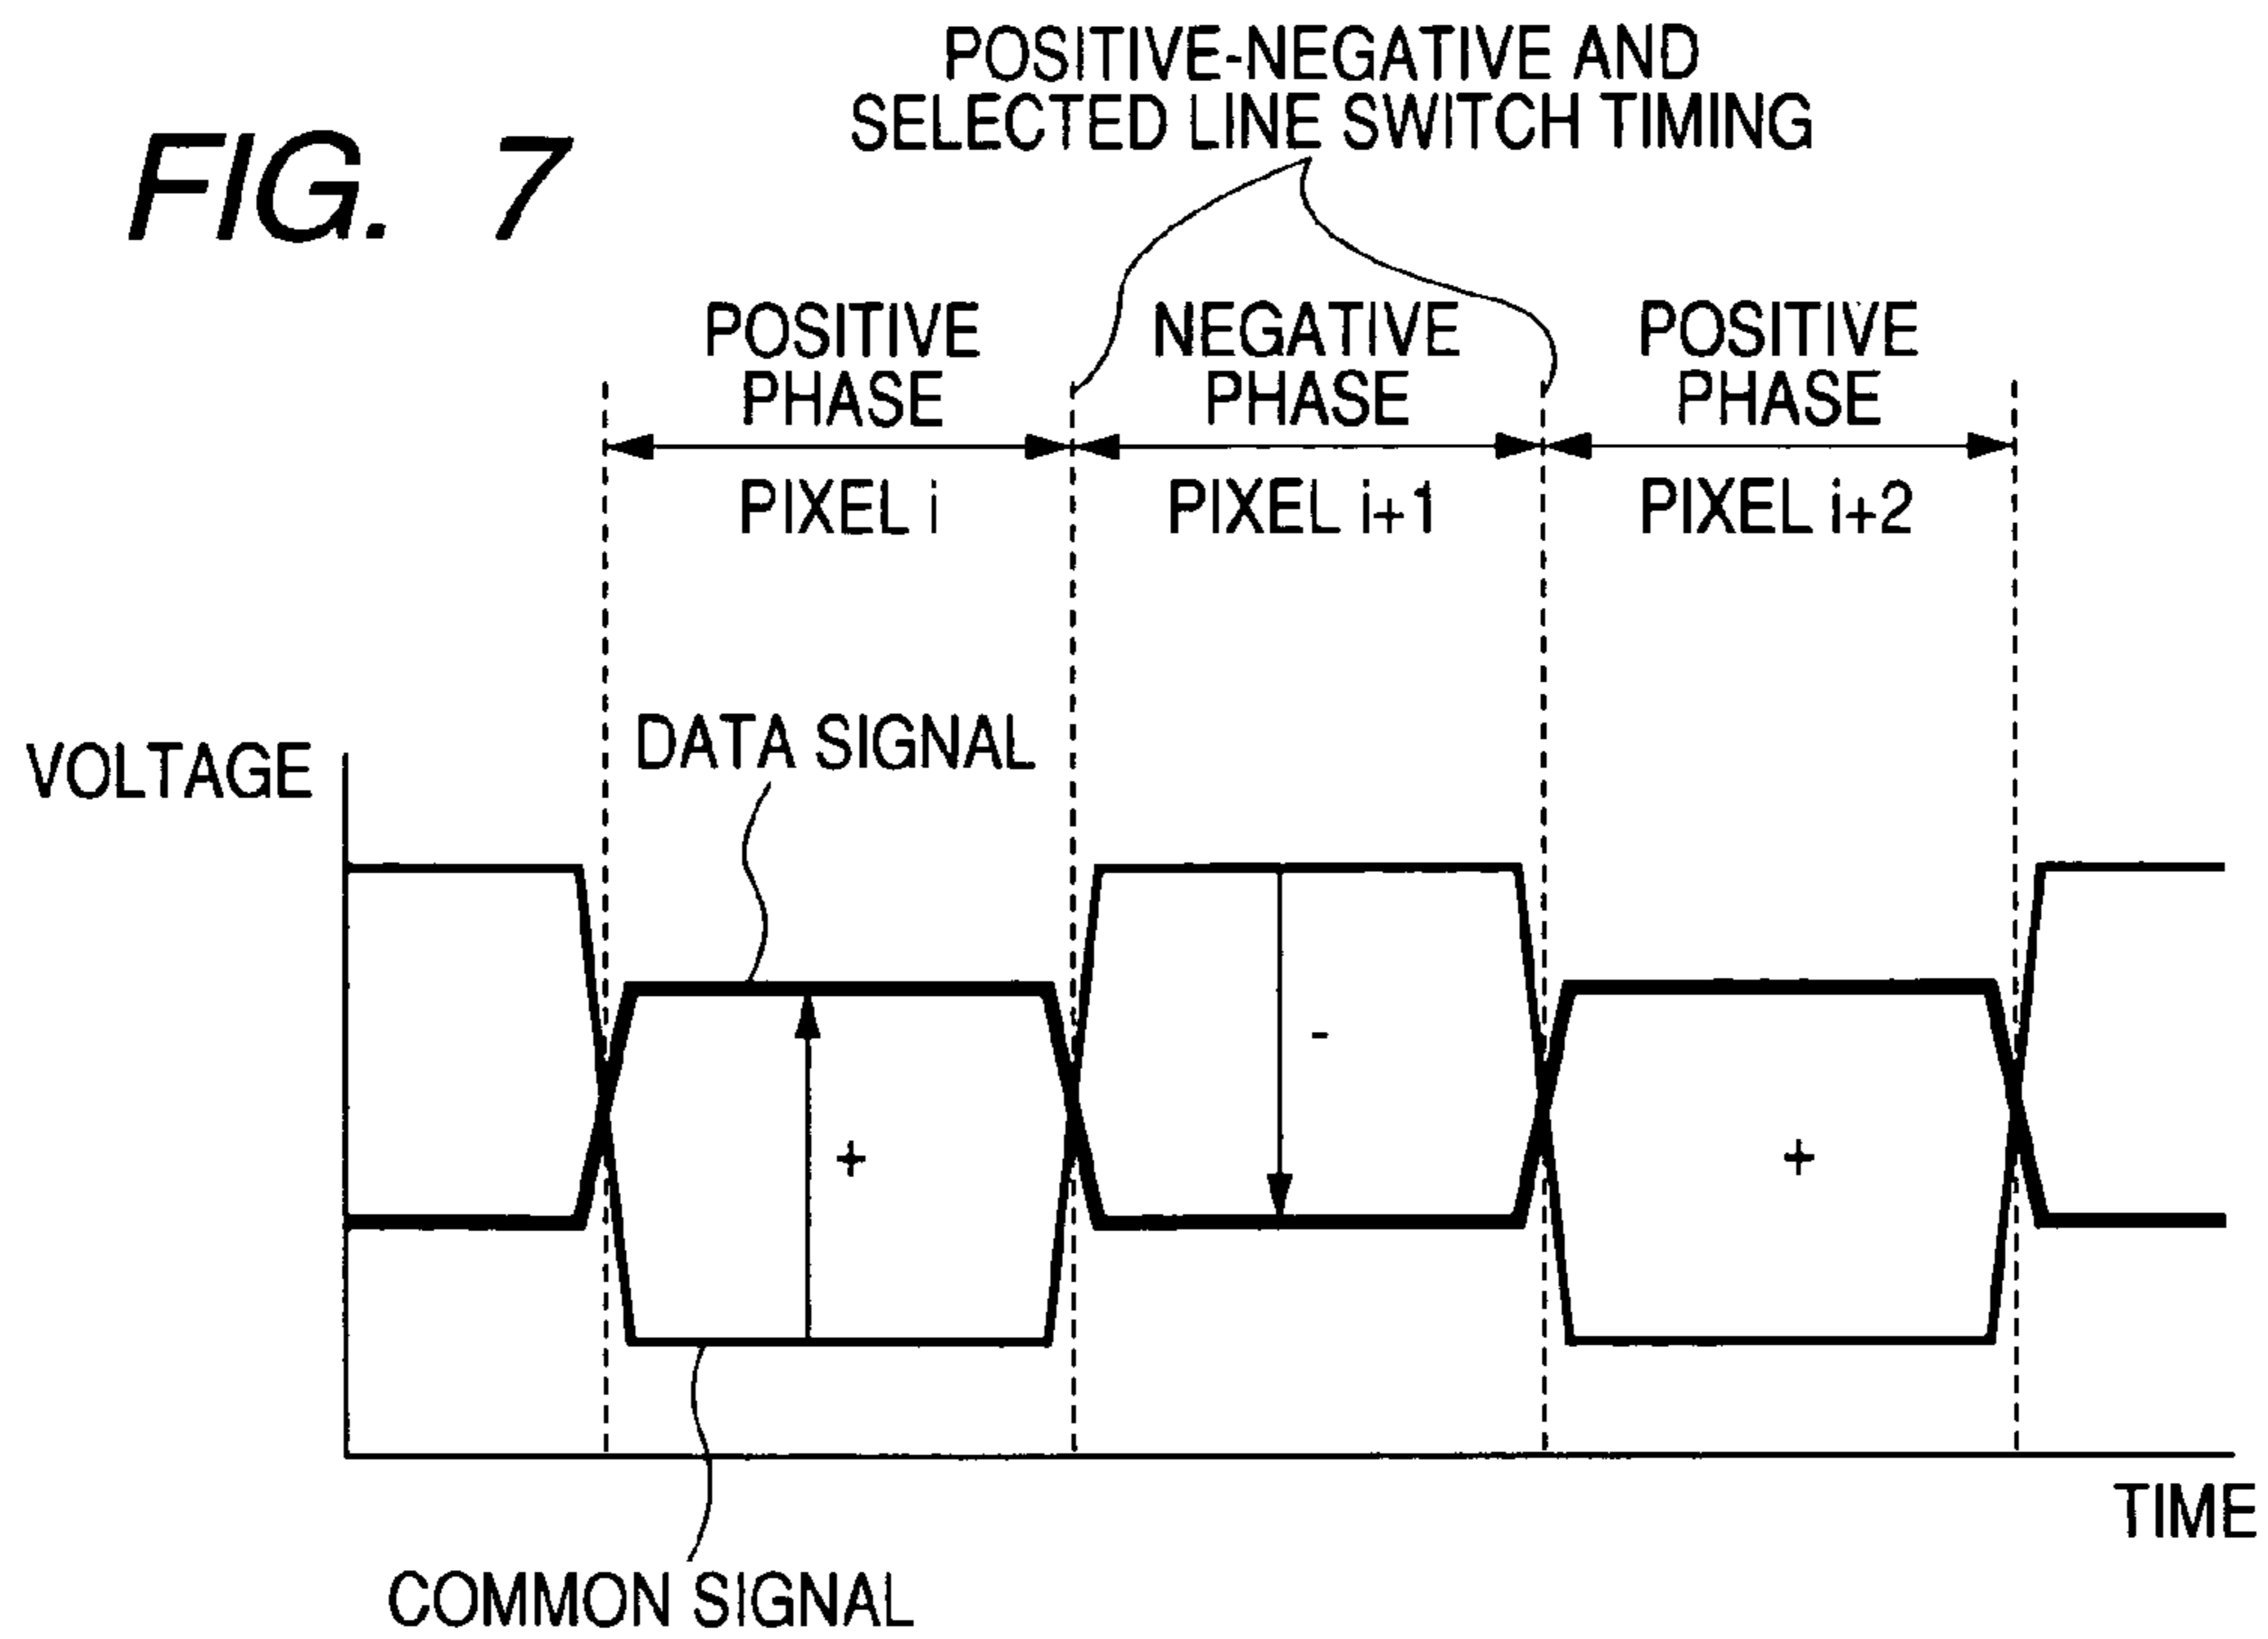 FIG. 7
POSITIVE-NEGATIVE AND
SELECTED LINE SWITCH TIMING
POSITIVE
PHASE
NEGATIVE
PHASE
POSITIVE
PHASE
PIXEL i
PIXEL i+1
PIXEL i+2
DATA SIGNAL
VOLTAGE
-
+
+
TIME
COMMON SIGNAL